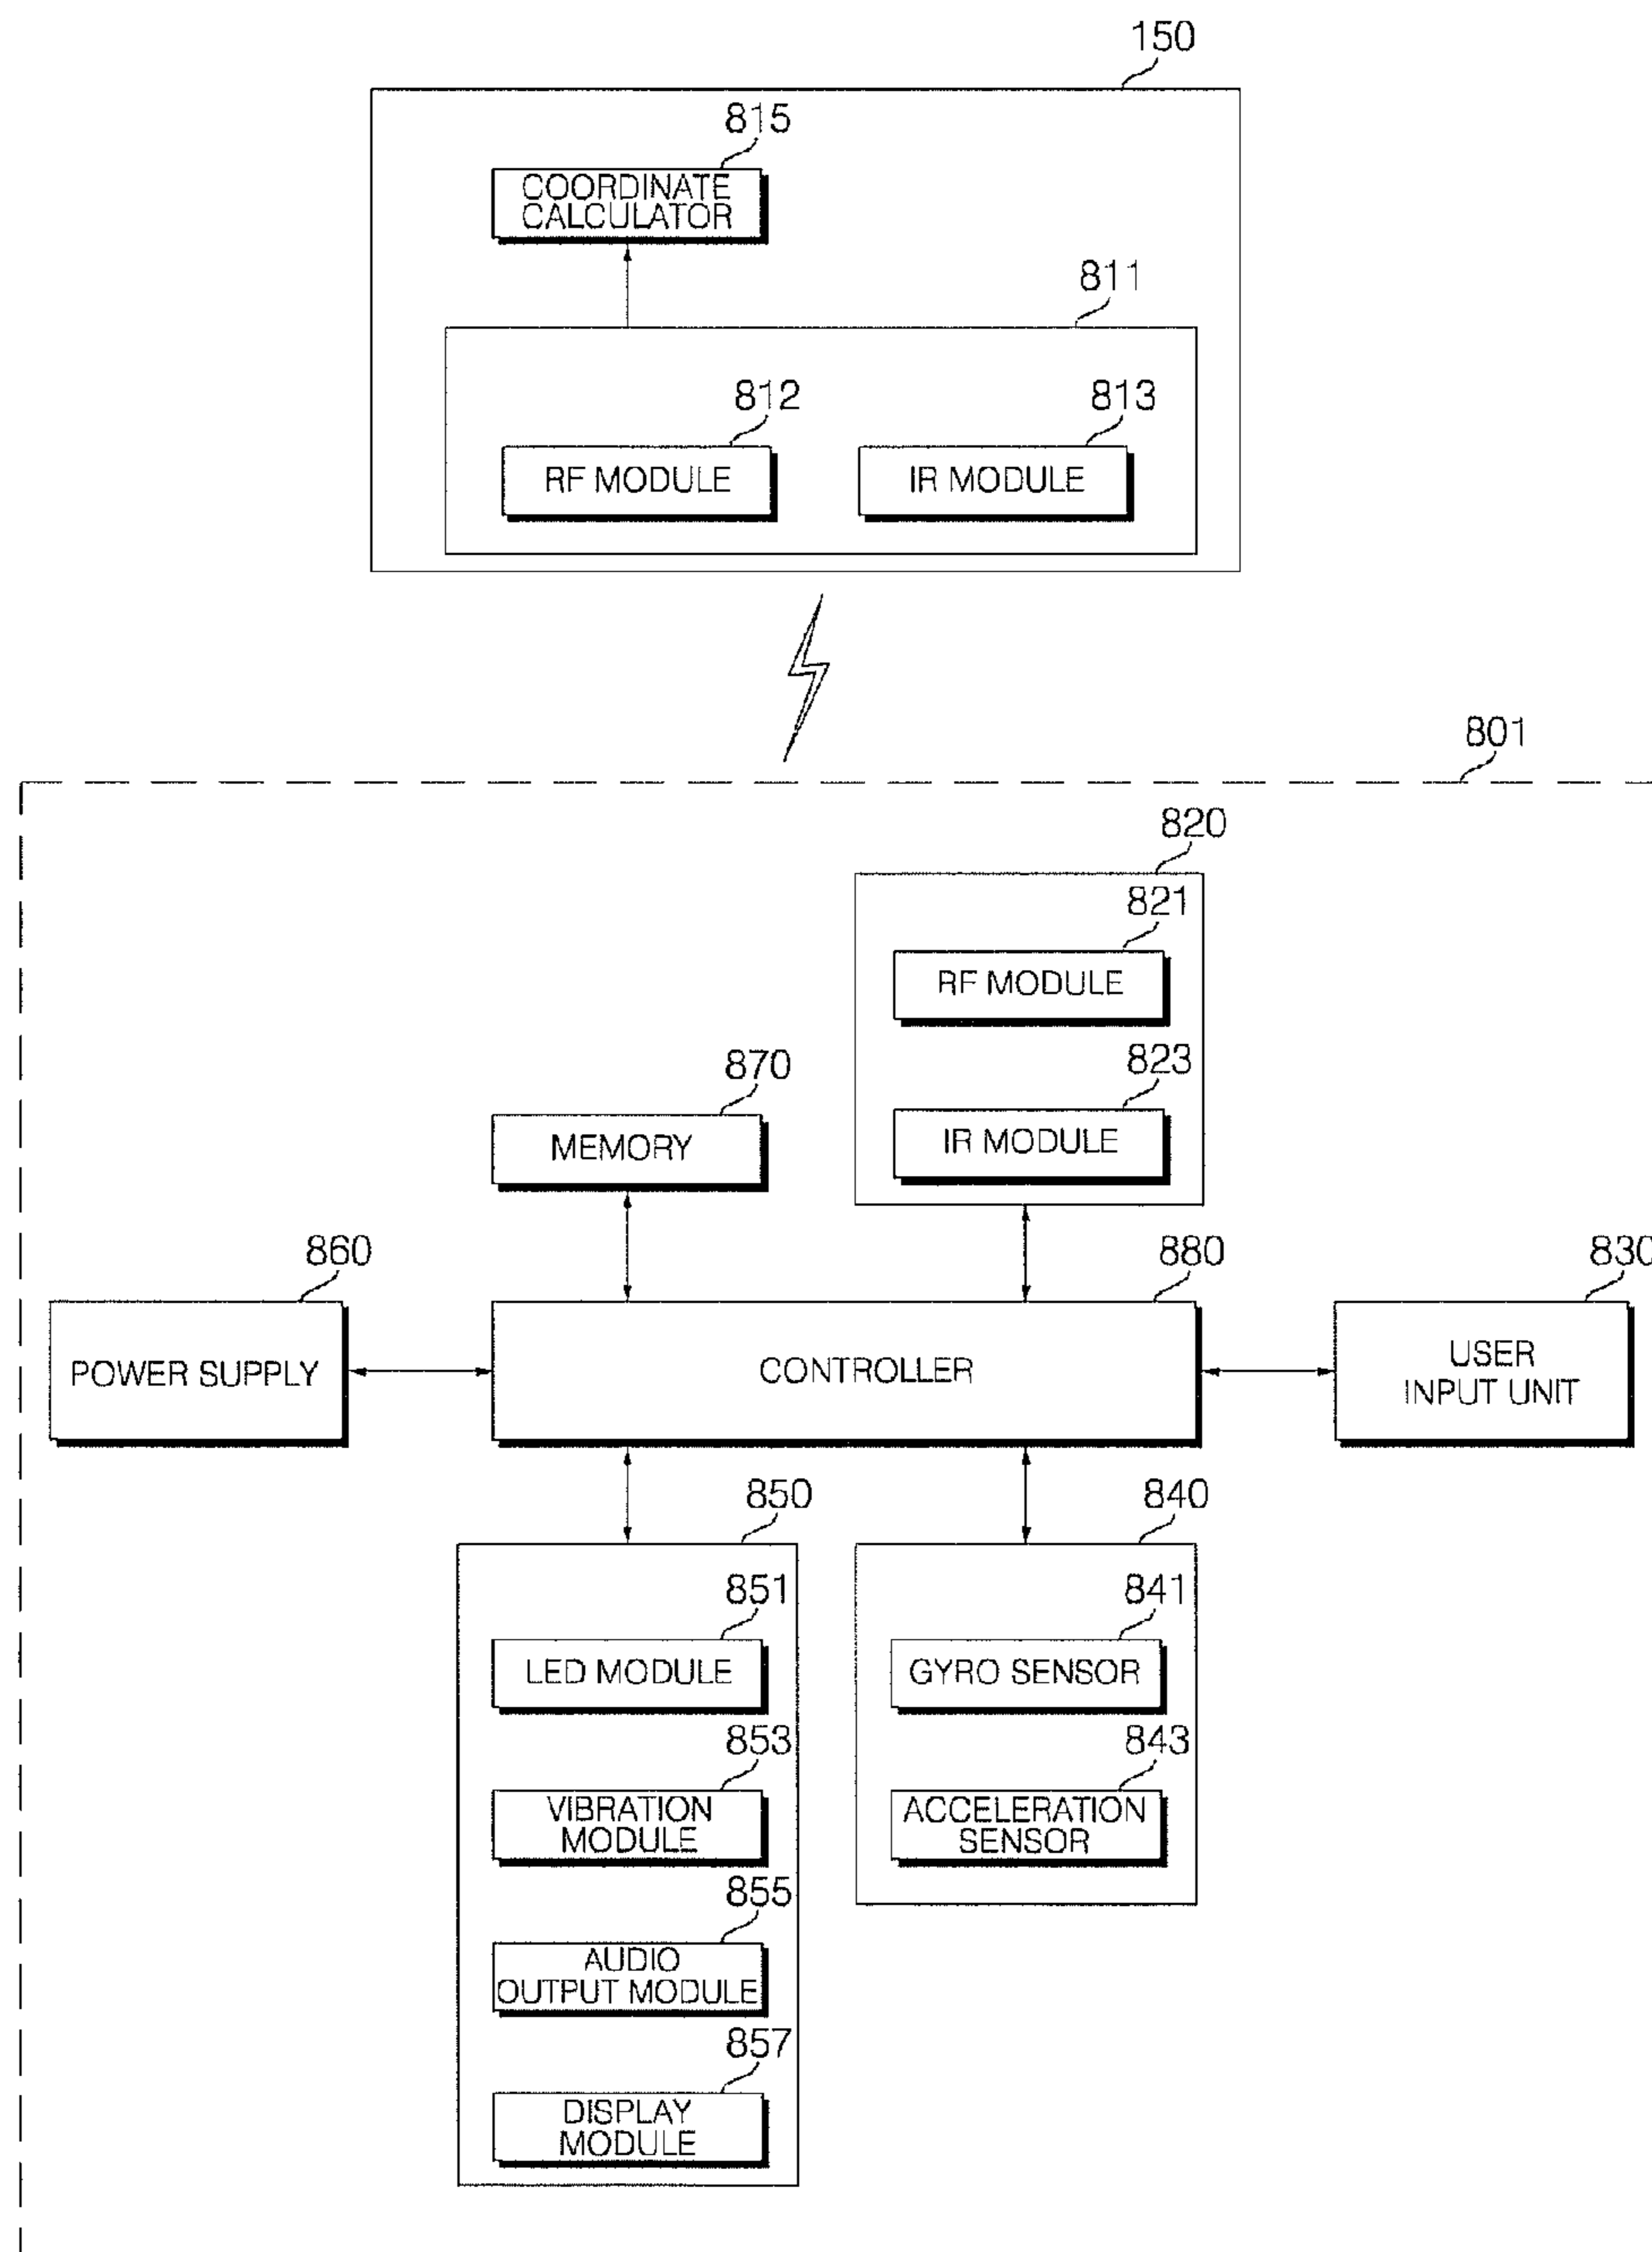 150
815
COORDINATE
CALCULATOR
811
812
813
RF MODULE
IR MODULE
801
820
821
RF MODULE
870
823
MEMORY
IR MODULE
860
880
830
POWER SUPPLY
CONTROLLER
USER
INPUT UNIT
850
840
851
841
LED MODULE
GYRO SENSOR
853
843
VIBRATION
MODULE
ACCELERATION
SENSOR
855
AUDIO
OUTPUT MODULE
857
DISPLAY
MODULE